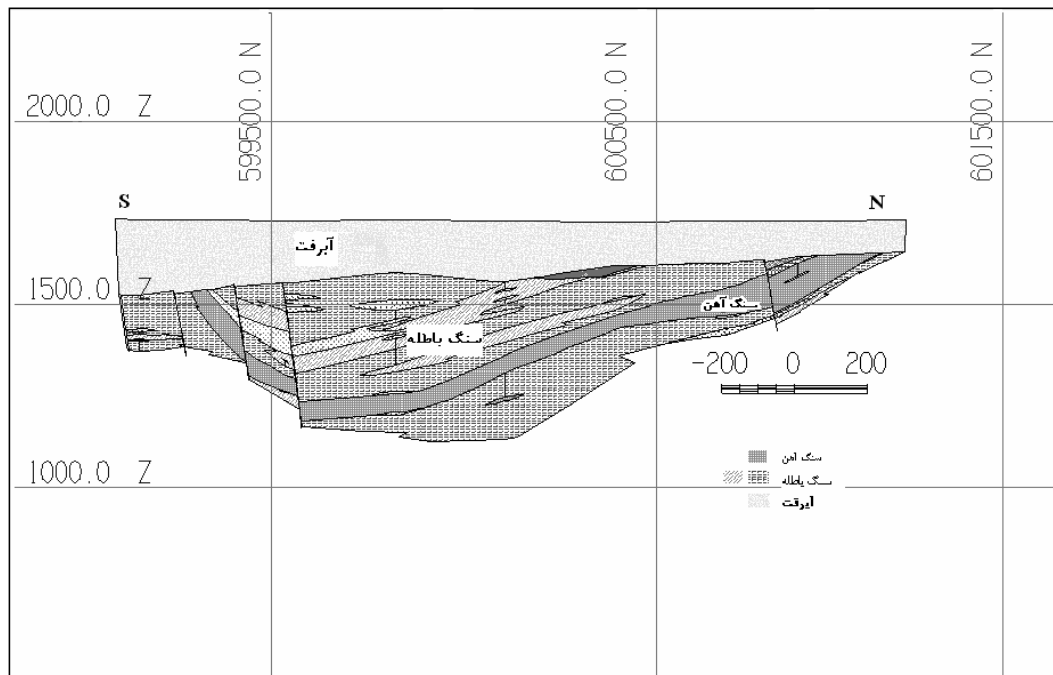 599500.0 N
600500.0 N
601500.0 N
2000.0 Z
S
N
آبرفت
1500.0 Z
سنگ آهن
سنگ باطله
-200 0 200
سنگ آهن
1000.0 Z
سنگ باطله
آبرفت